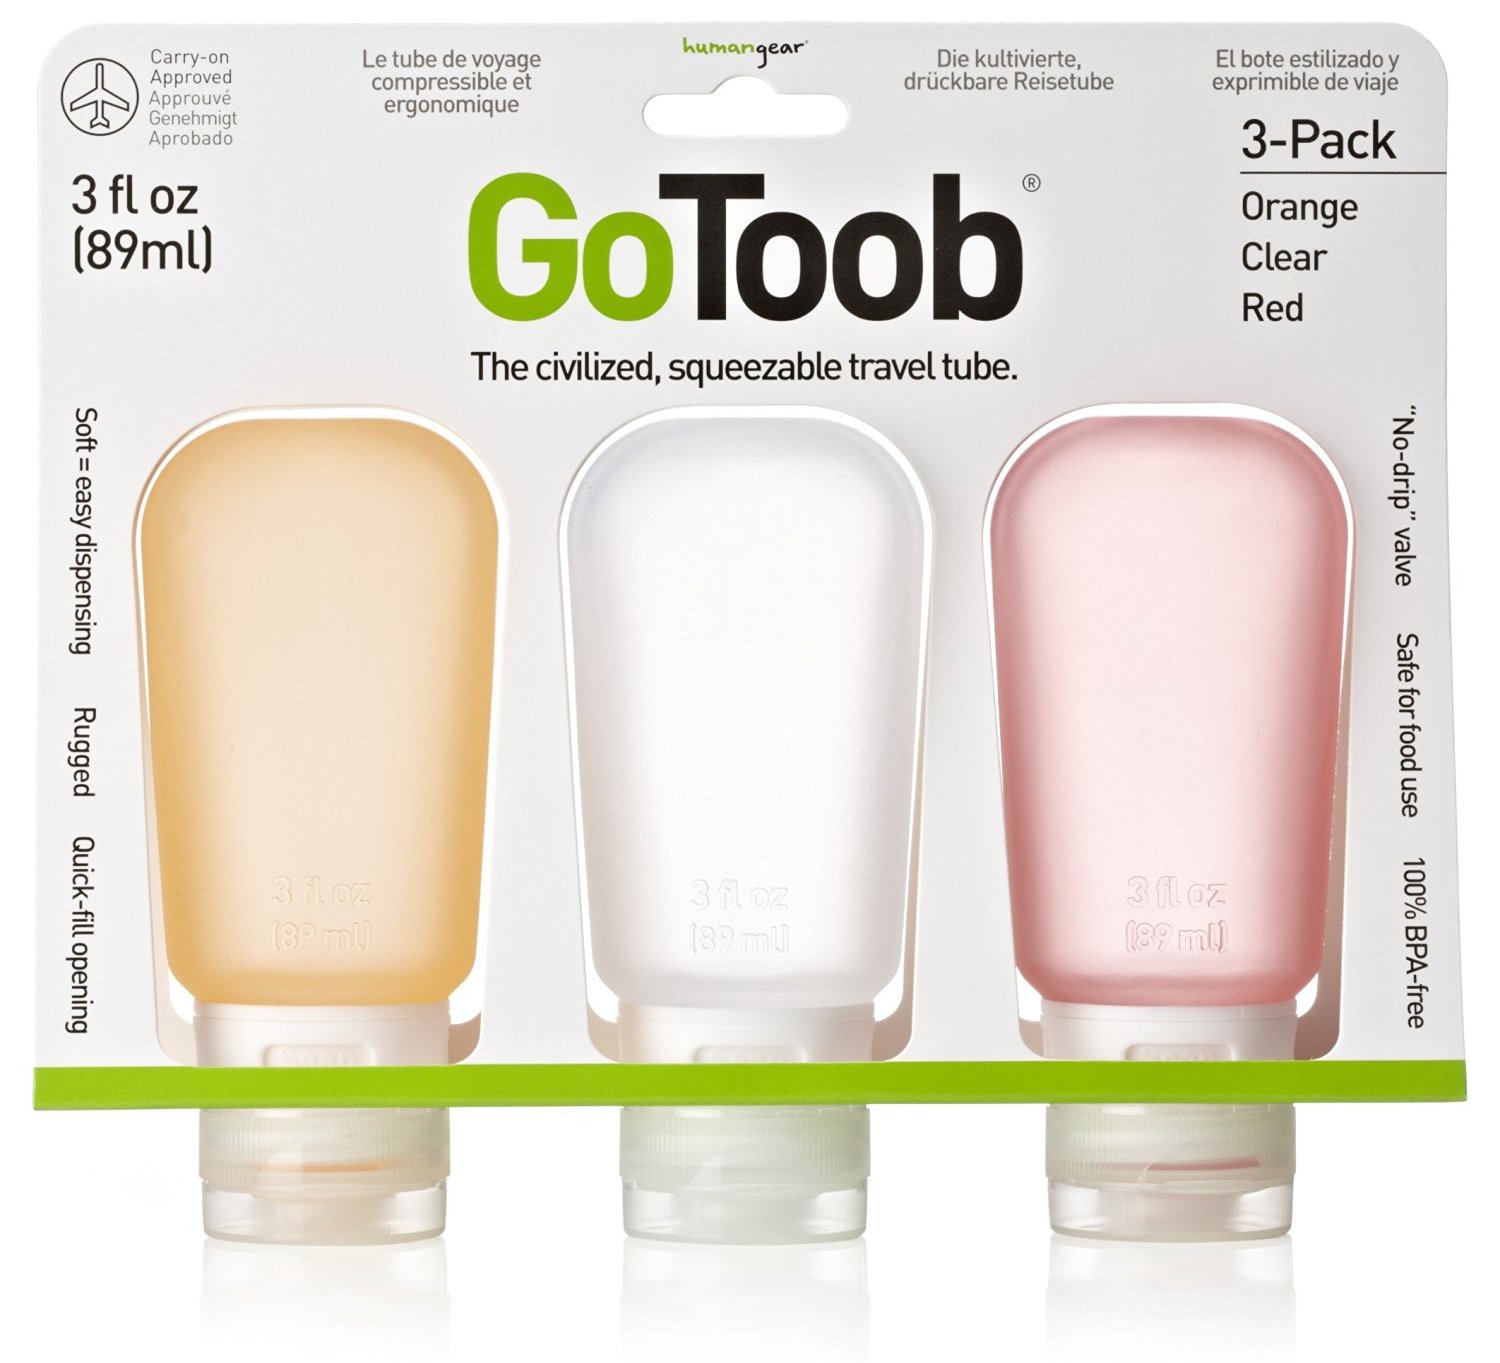 humangear
Carry-on
Approved
Approuvé
Genehmigt
Aprobado
Le tube de voyage
compressible et
ergonomique
Die kultivierte,
drückbare Reisetube
El bote estilizado y
exprimible de viaje
3 fl oz
(89ml)
3-Pack
Orange
Clear
Red
GoToob®
The civilized, squeezable travel tube.
Soft = easy dispensing
Rugged
Quick-fill opening
"No-drip" valve
Safe for food use
100% BPA-free
3 fl oz
(89 ml)
3 fl oz
(89 ml)
3 fl oz
(89 ml)